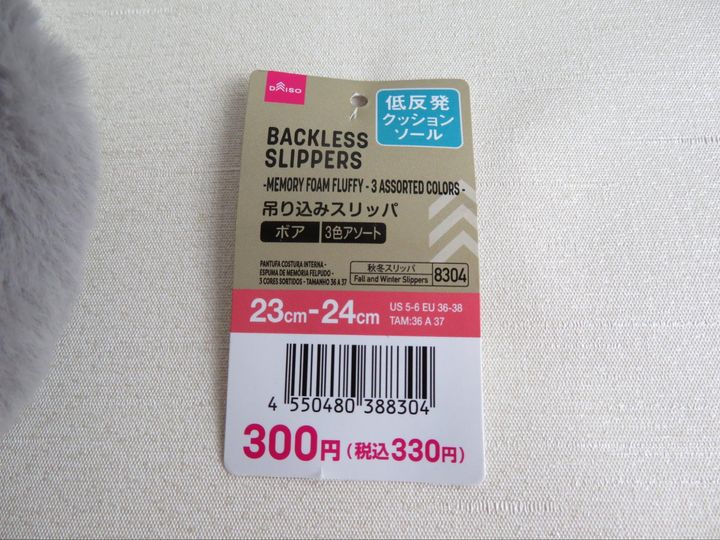 DAISO
低反発
クッション
ソール
BACKLESS
SLIPPERS
-MEMORY FOAM FLUFFY - 3 ASSORTED COLORS -
吊り込みスリッパ
ボア 3色アソート
PANTUFA COSTURA INTERNA -
ESPUMA DE MEMÓRIA FELPUDO -
3 CORES SORTIDOS - TAMANHO 36 A 37
秋冬スリッパ
Fall and Winter Slippers
8304
23cm-24cm
US 5-6 EU 36-38
TAM:36 A 37
4 550480 388304
300円(税込330円)